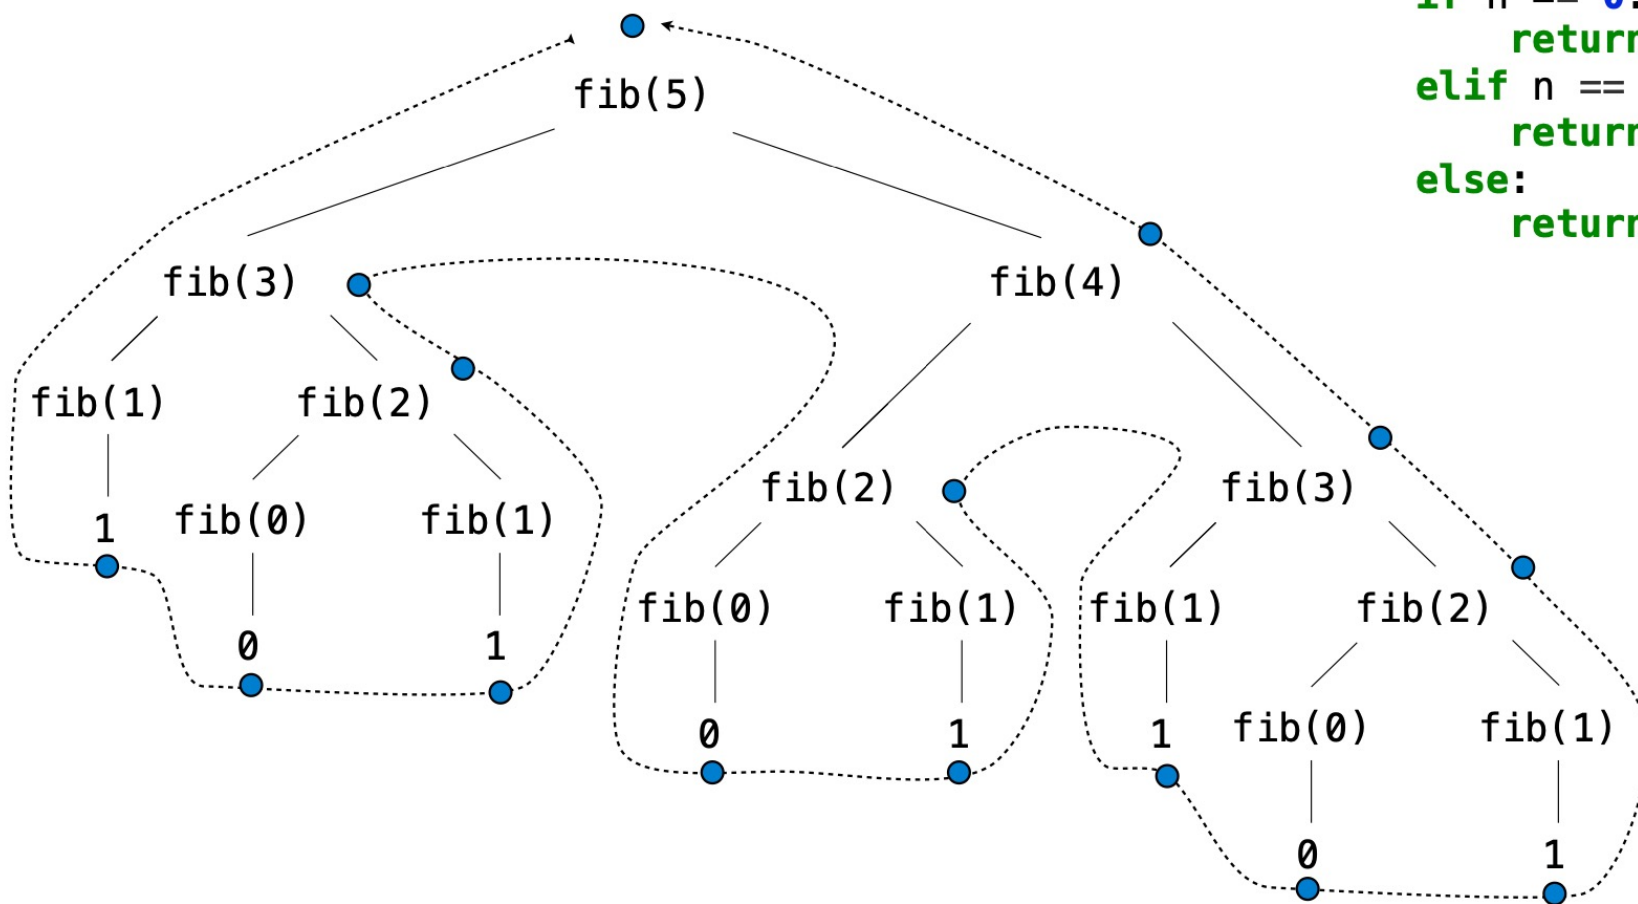 if n == 0:
return
elif n ==
return
else:
return
fib(5)
fib(3)
fib(4)
fib(1)
fib(2)
fib(2)
fib(3)
1
fib(0)
fib(1)
fib(0)
fib(1)
fib(1)
fib(2)
0
1
0
1
1
fib(0)
fib(1)
0
1